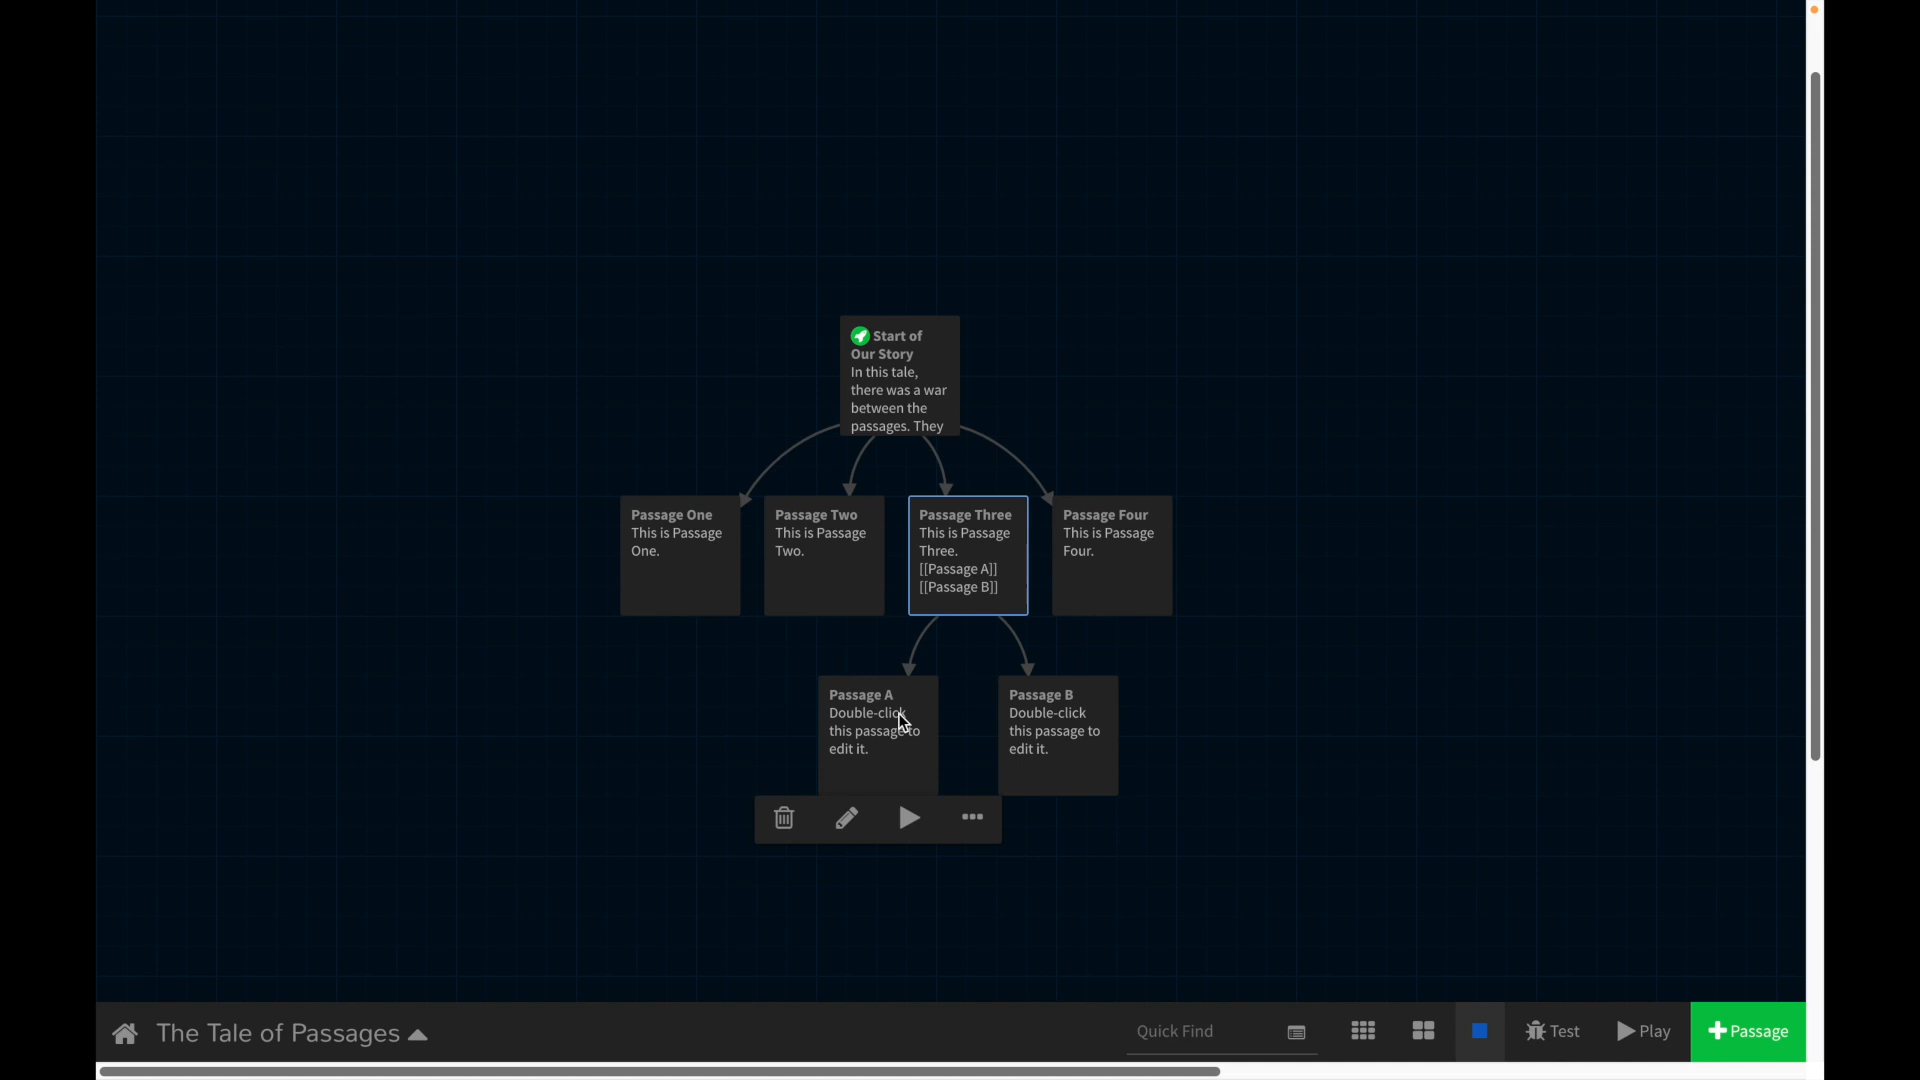 Start of
Our Story
In this tale,
there was a war
between the
passages. They
Passage One
This is Passage
One.
Passage Two
This is Passage
Two.
Passage Three
This is Passage
Three.
[[Passage A]]
[[Passage B]]
Passage Four
This is Passage
Four.
Passage A
Double-click
this passage to
edit it.
Passage B
Double-click
this passage to
edit it.
The Tale of Passages
Quick Find
Test
Play
Passage